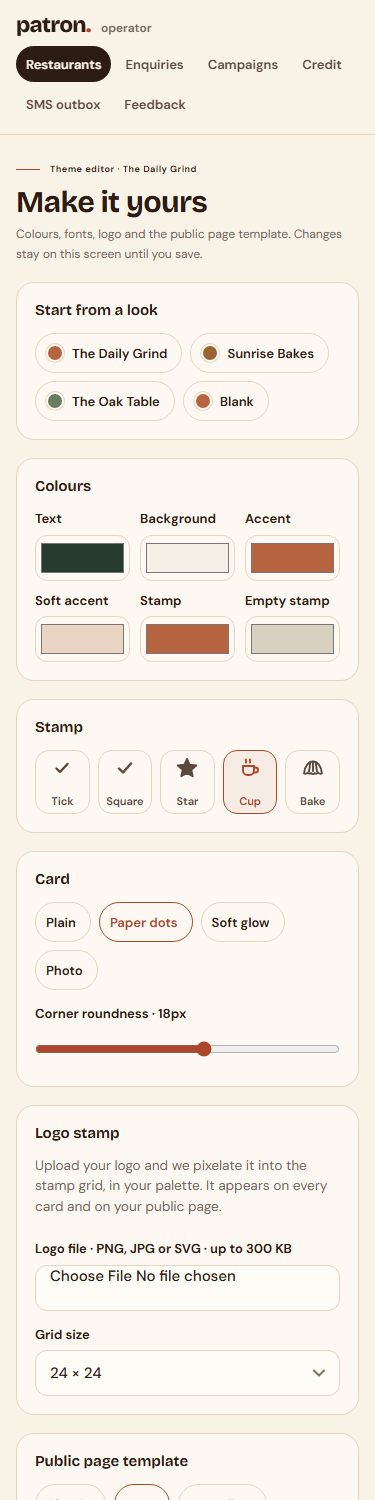 patron. operator
Restaurants Enquiries Campaigns Credit
SMS outbox Feedback
Theme editor · The Daily Grind
Make it yours
Colours, fonts, logo and the public page template. Changes
stay on this screen until you save.
Start from a look
The Daily Grind Sunrise Bakes
The Oak Table Blank
Colours
Text Background Accent
Soft accent Stamp Empty stamp
Stamp
Tick Square Star Cup Bake
Card
Plain Paper dots Soft glow
Photo
Corner roundness · 18px
Logo stamp
Upload your logo and we pixelate it into the
stamp grid, in your palette. It appears on every
card and on your public page.
Logo file · PNG, JPG or SVG · up to 300 KB
Choose File No file chosen
Grid size
24 × 24
Public page template